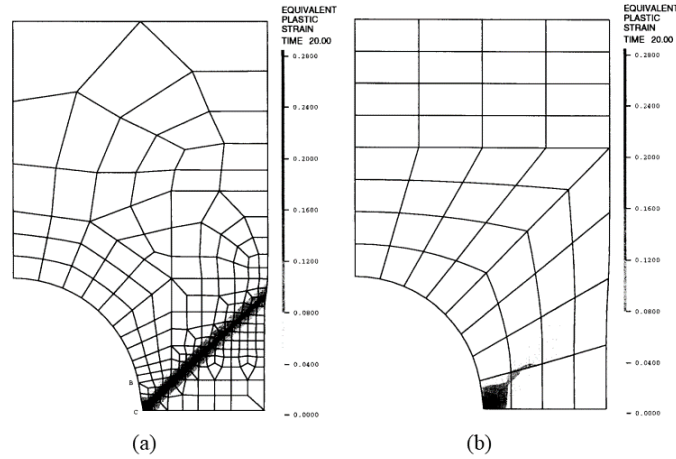 EQUIVALENT
PLASTIC
STRAIN
TIME 20.00
0.2800
0.2400
0.2000
0.1600
0.1200
0.0800
0.0400
0.0000
B
C
(a)
EQUIVALENT
PLASTIC
STRAIN
TIME 20.00
0.2800
0.2400
0.2000
0.1600
0.1200
0.0800
0.0400
0.0000
(b)